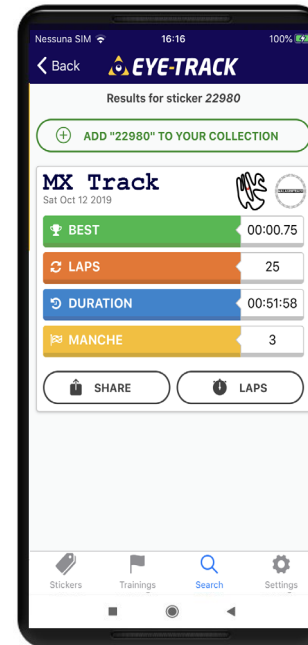 Nessuna SIM 16:16 100%
Back EYE-TRACK
Results for sticker 22980
ADD "22980" TO YOUR COLLECTION
MX Track
Sat Oct 12 2019
BEST 00:00.75
LAPS 25
DURATION 00:51:58
MANCHE 3
SHARE LAPS
Stickers Trainings Search Settings